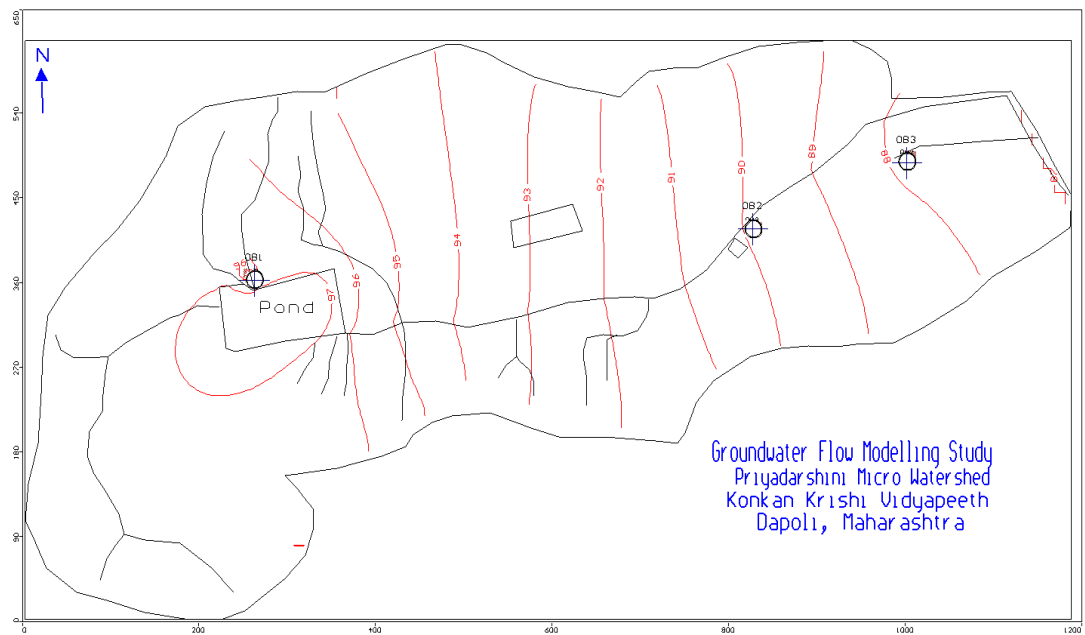 650
N
540
OB3
88
89
90
91
92
93
94
95
96
97
OB2
450
OB1
360
Pond
270
180
Groundwater Flow Modelling Study
Priyadarshini Micro Watershed
Konkan Krishi Vidyapeeth
Dapoli, Maharashtra
90
0
0 200 400 600 800 1000 1200